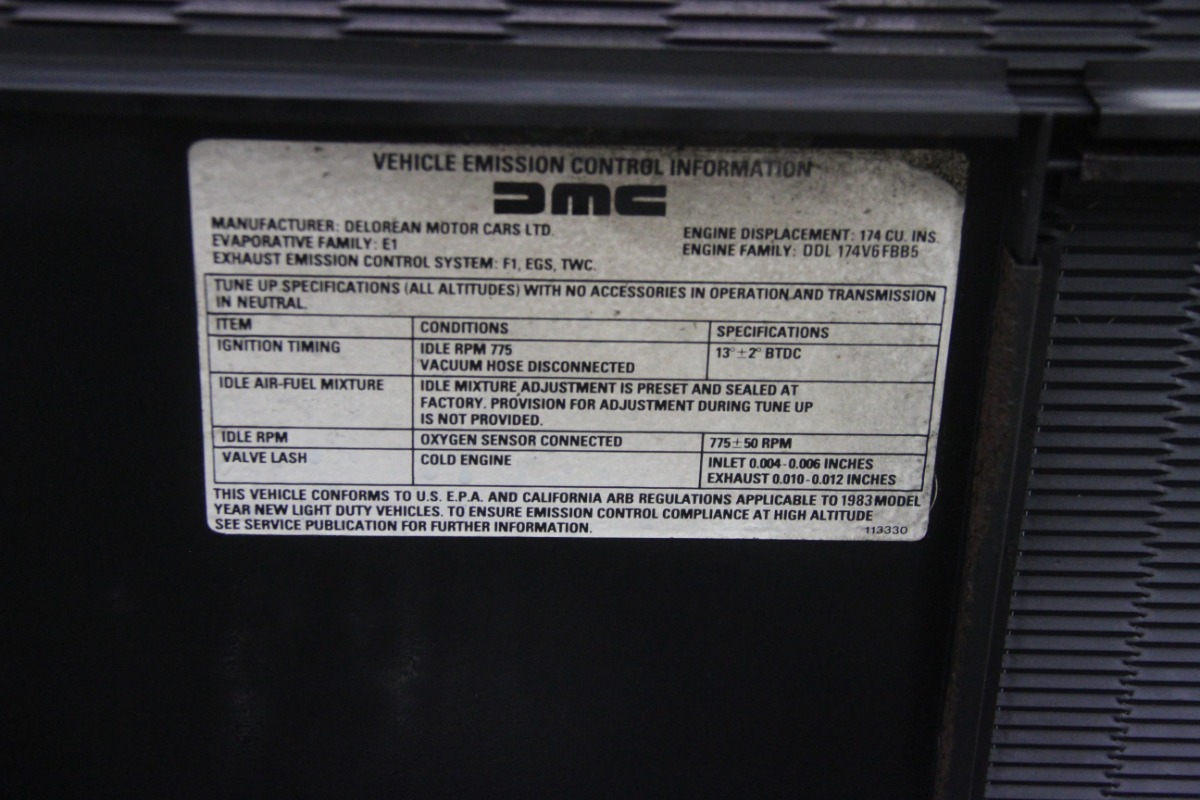 VEHICLE EMISSION CONTROL INFORMATION
DMC
MANUFACTURER: DELOREAN MOTOR CARS LTD.
EVAPORATIVE FAMILY: E1
EXHAUST EMISSION CONTROL SYSTEM: F1, EGS, TWC.
ENGINE DISPLACEMENT: 174 CU. INS.
ENGINE FAMILY: DDL 174V6FBB5
TUNE UP SPECIFICATIONS (ALL ALTITUDES) WITH NO ACCESSORIES IN OPERATION AND TRANSMISSION
IN NEUTRAL.
ITEM CONDITIONS SPECIFICATIONS
IGNITION TIMING IDLE RPM 775 13°±2° BTDC
VACUUM HOSE DISCONNECTED
IDLE AIR-FUEL MIXTURE IDLE MIXTURE ADJUSTMENT IS PRESET AND SEALED AT
FACTORY. PROVISION FOR ADJUSTMENT DURING TUNE UP
IS NOT PROVIDED.
IDLE RPM OXYGEN SENSOR CONNECTED 775±50 RPM
VALVE LASH COLD ENGINE INLET 0.004-0.006 INCHES
EXHAUST 0.010-0.012 INCHES
THIS VEHICLE CONFORMS TO U.S. E.P.A. AND CALIFORNIA ARB REGULATIONS APPLICABLE TO 1983 MODEL
YEAR NEW LIGHT DUTY VEHICLES. TO ENSURE EMISSION CONTROL COMPLIANCE AT HIGH ALTITUDE
SEE SERVICE PUBLICATION FOR FURTHER INFORMATION.
113330